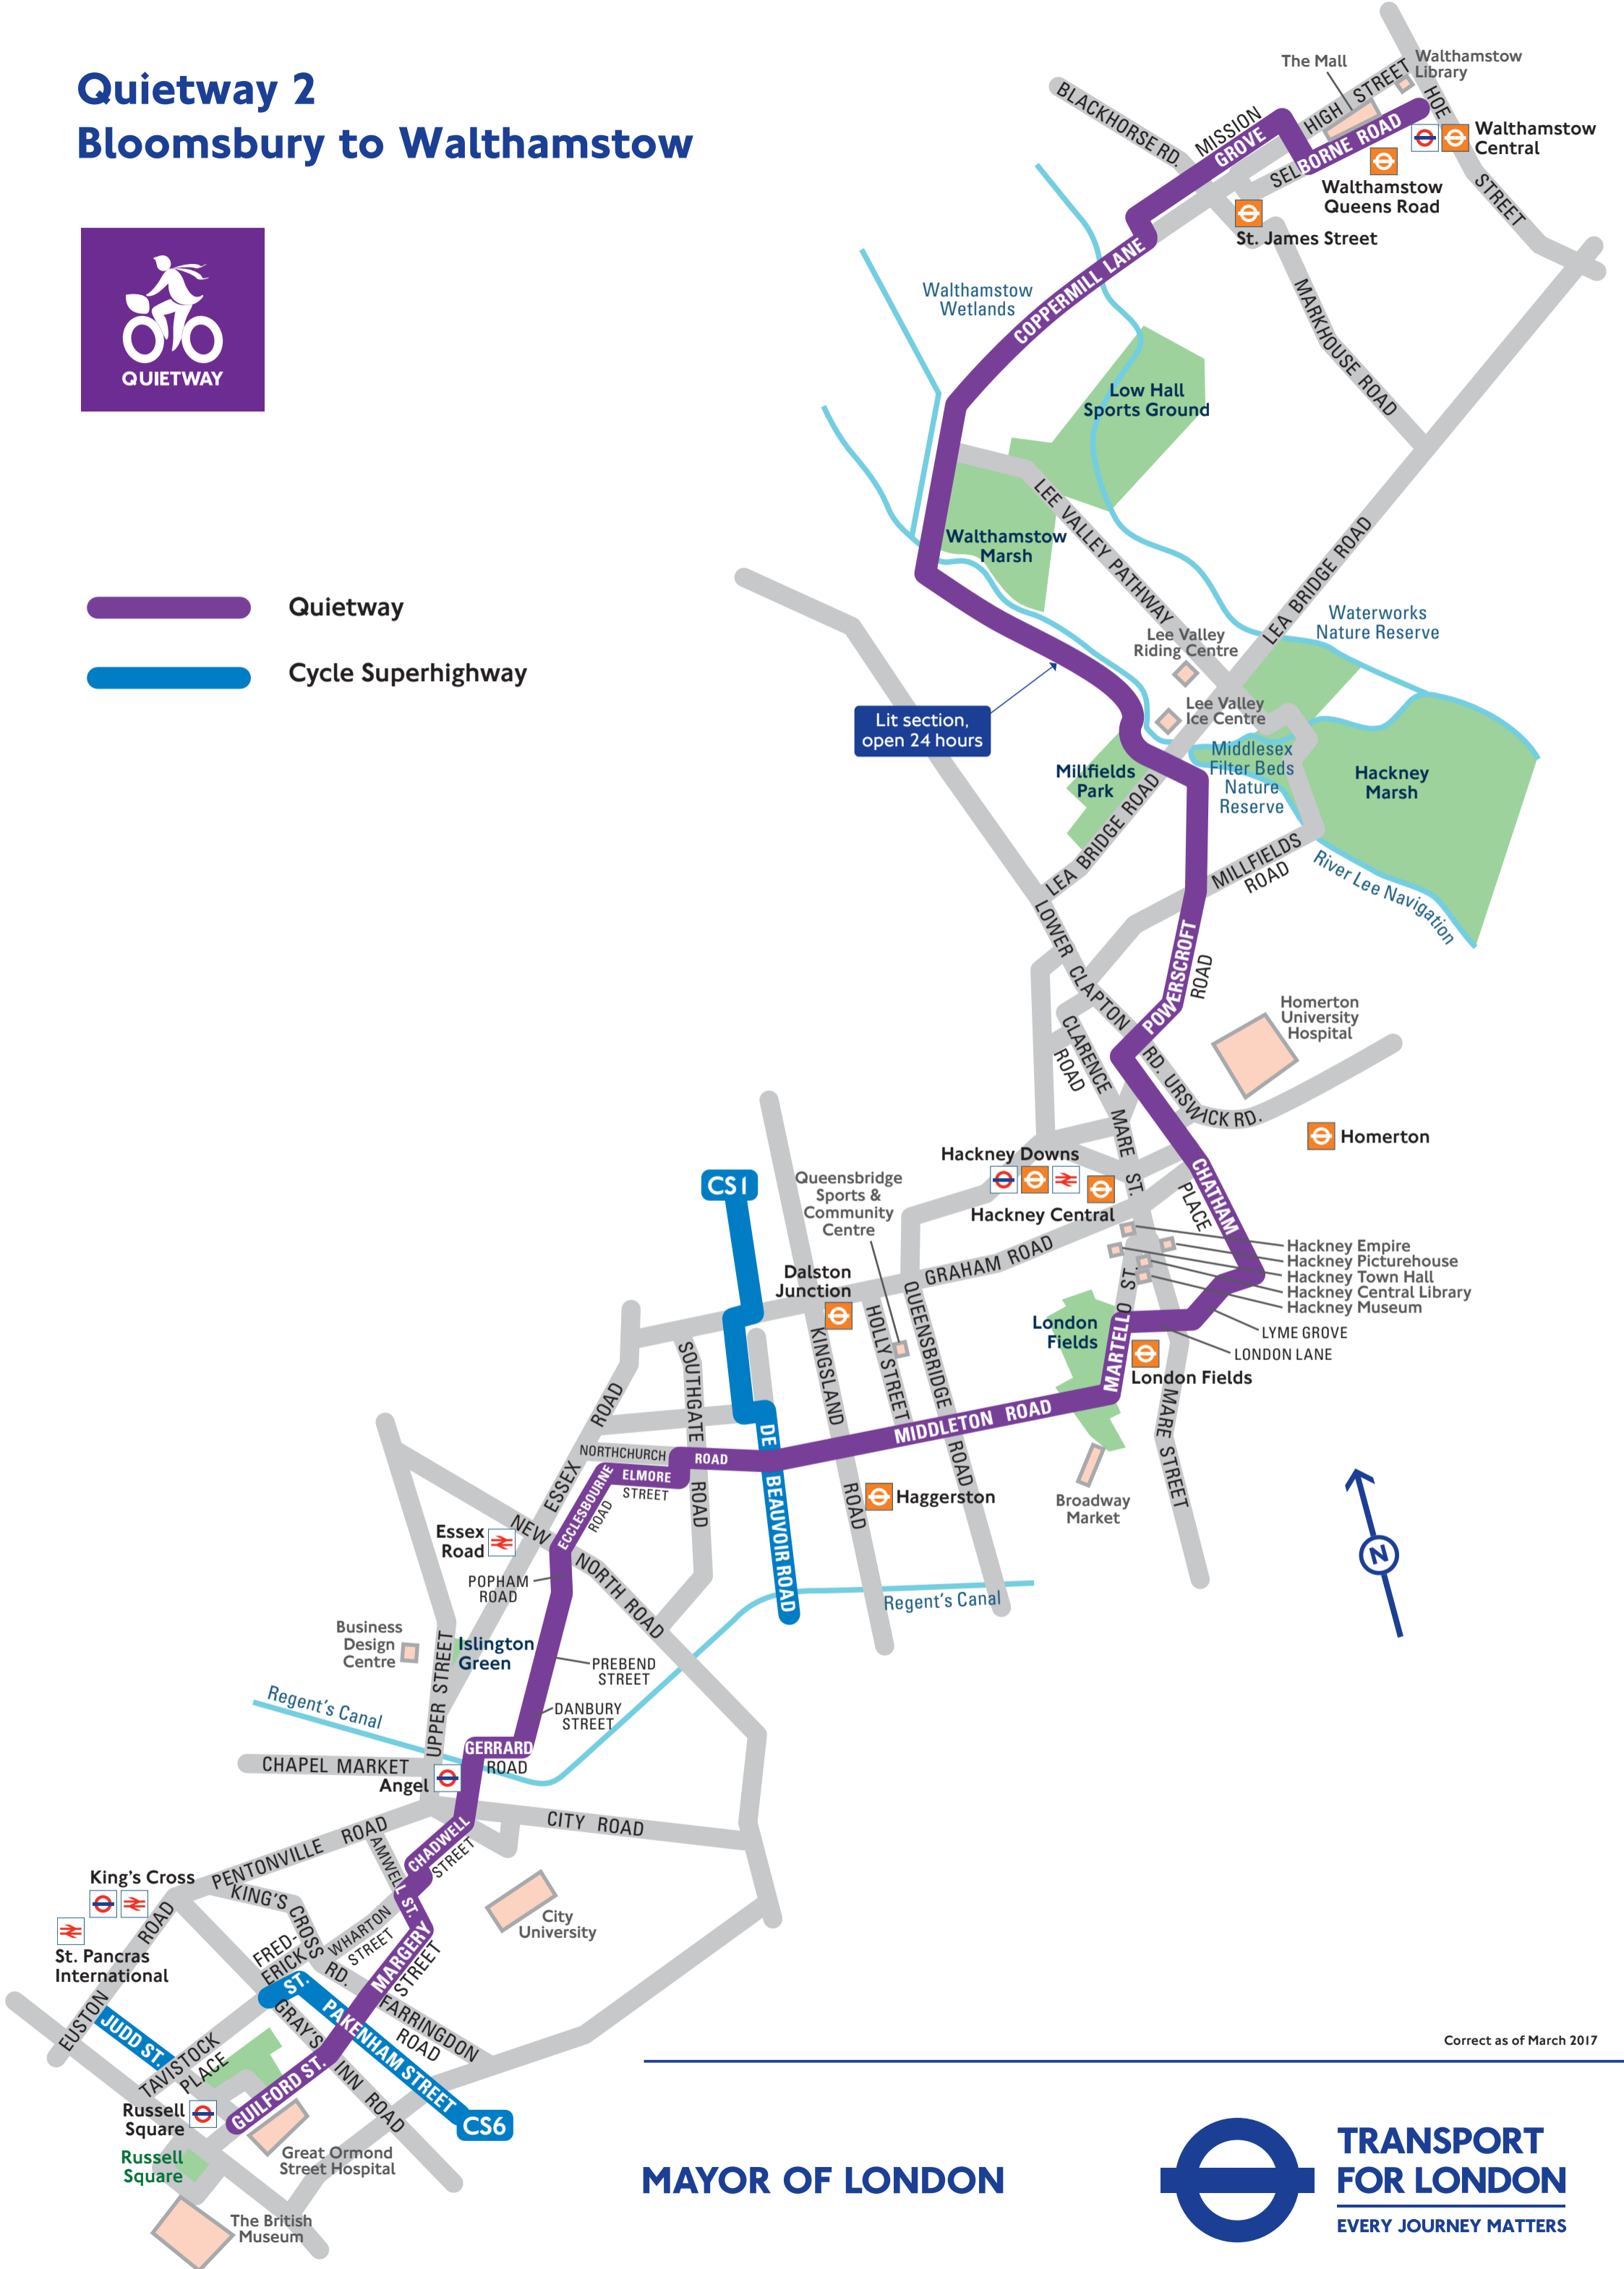 Quietway 2
Bloomsbury to Walthamstow
QUIETWAY
Quietway
Cycle Superhighway
The Mall
Walthamstow
Library
HIGH STREET
HOE
STREET
BLACKHORSE RD.
MISSION
GROVE
SELBORNE ROAD
Walthamstow
Central
Walthamstow
Queens Road
St. James Street
COPPERMILL LANE
MARKHOUSE ROAD
Walthamstow
Wetlands
Low Hall
Sports Ground
Walthamstow
Marsh
LEE VALLEY PATHWAY
LEA BRIDGE ROAD
Waterworks
Nature Reserve
Lee Valley
Riding Centre
Lee Valley
Ice Centre
Lit section,
open 24 hours
Middlesex
Filter Beds
Nature
Reserve
Hackney
Marsh
Millfields
Park
LEA BRIDGE ROAD
MILLFIELDS
ROAD
River Lee Navigation
LOWER CLAPTON RD.
POWERSCROFT
ROAD
Homerton
University
Hospital
CLARENCE
ROAD
URSWICK RD.
Homerton
MARE ST.
Hackney Downs
Hackney Central
CHATHAM
PLACE
CS1
Queensbridge
Sports &
Community
Centre
GRAHAM ROAD
Hackney Empire
Hackney Picturehouse
Hackney Town Hall
Hackney Central Library
Hackney Museum
LYME GROVE
LONDON LANE
Dalston
Junction
London
Fields
MARTELLO ST.
London Fields
KINGSLAND
ROAD
HOLLY STREET
QUEENSBRIDGE
ROAD
SOUTHGATE
ROAD
MIDDLETON ROAD
MARE STREET
ESSEX ROAD
NORTHCHURCH
ROAD
DE BEAUVOIR ROAD
ELMORE
STREET
ECCLESBOURNE
ROAD
Haggerston
Broadway
Market
N
Essex
Road
NEW NORTH ROAD
POPHAM
ROAD
Regent's Canal
Business
Design
Centre
Islington
Green
UPPER STREET
PREBEND
STREET
DANBURY
STREET
Regent's Canal
GERRARD
ROAD
CHAPEL MARKET
Angel
CITY ROAD
PENTONVILLE ROAD
AMWELL ST.
CHADWELL
STREET
King's Cross
KING'S CROSS
RD.
City
University
St. Pancras
International
EUSTON ROAD
FRED-
ERICK
ST.
WHARTON
STREET
MARGERY
STREET
FARRINGDON
ROAD
GRAY'S INN ROAD
PAKENHAM STREET
CS6
JUDD ST.
TAVISTOCK
PLACE
GUILFORD ST.
Russell
Square
Russell
Square
Great Ormond
Street Hospital
The British
Museum
Correct as of March 2017
MAYOR OF LONDON
TRANSPORT
FOR LONDON
EVERY JOURNEY MATTERS